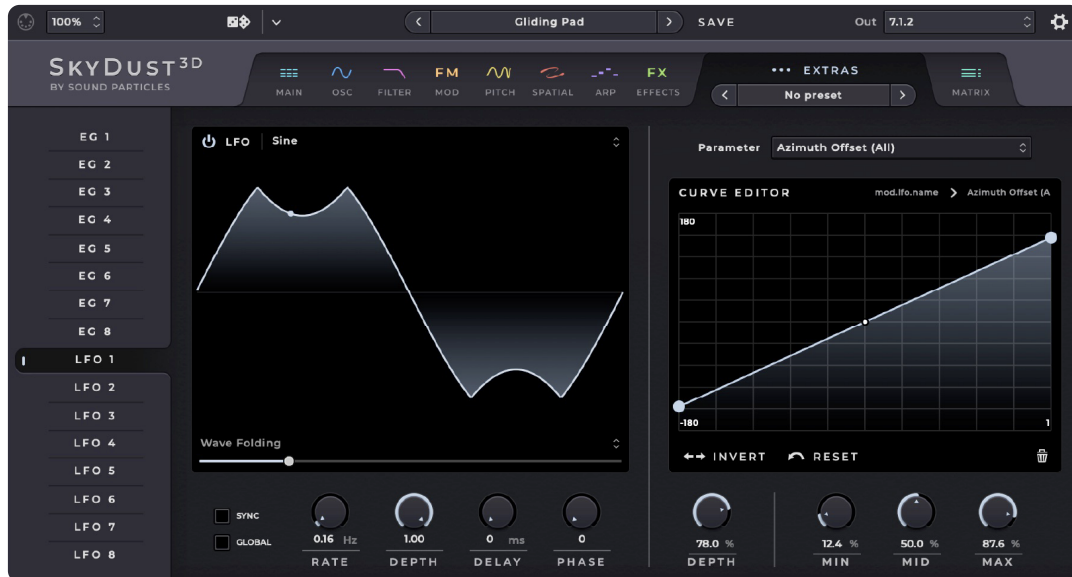 100%
Gliding Pad
SAVE
Out 7.1.2
SKYDUST 3D
BY SOUND PARTICLES
MAIN
OSC
FILTER
FM
MOD
PITCH
SPATIAL
ARP
FX
EFFECTS
EXTRAS
No preset
MATRIX
EG 1
EG 2
EG 3
EG 4
EG 5
EG 6
EG 7
EG 8
LFO 1
LFO 2
LFO 3
LFO 4
LFO 5
LFO 6
LFO 7
LFO 8
LFO Sine
Wave Folding
SYNC
GLOBAL
0.16 Hz
RATE
1.00
DEPTH
0 ms
DELAY
0
PHASE
Parameter Azimuth Offset (All)
CURVE EDITOR mod.lfo.name > Azimuth Offset (A
180
-180 1
INVERT RESET
78.0 %
DEPTH
12.4 %
MIN
50.0 %
MID
87.6 %
MAX